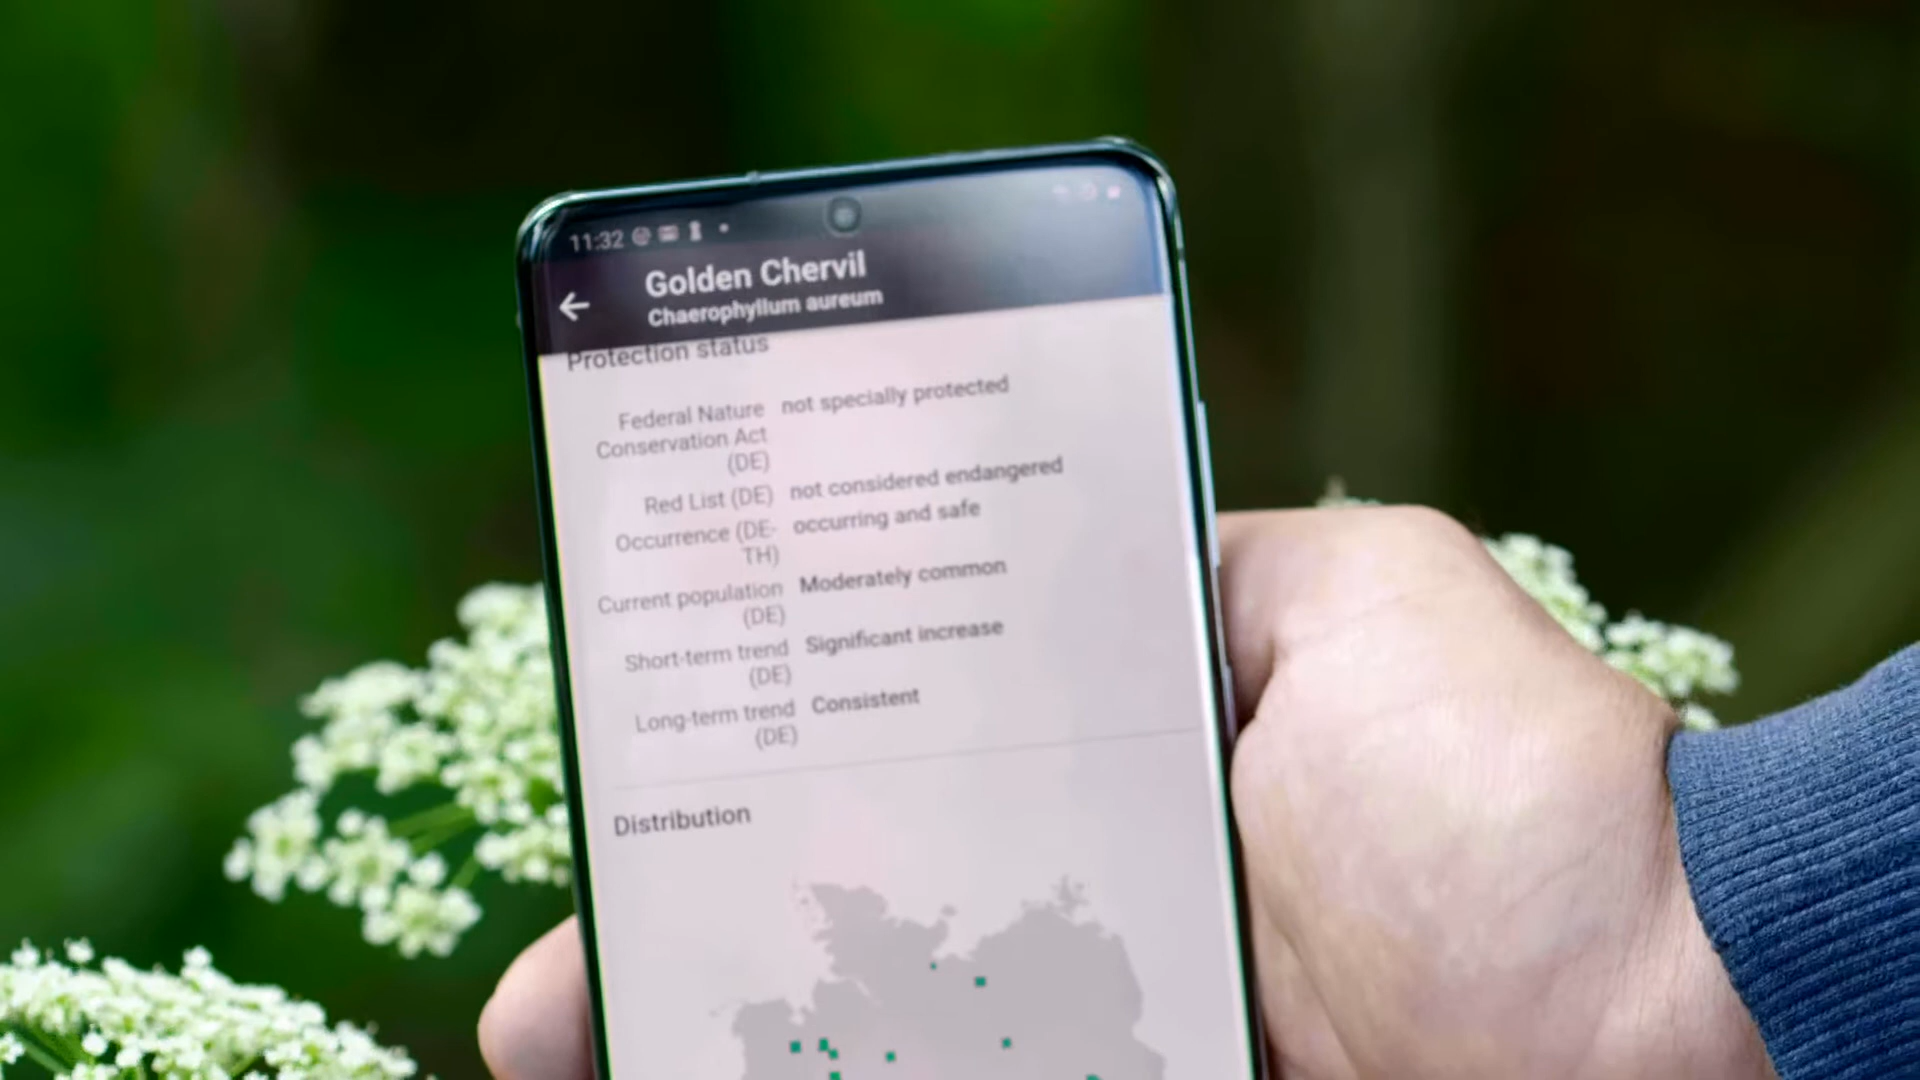 11:32
Golden Chervil
Chaerophyllum aureum
Protection status
Federal Nature Conservation Act (DE) not specially protected
Red List (DE) not considered endangered
Occurrence (DE-TH) occurring and safe
Current population (DE) Moderately common
Short-term trend (DE) Significant increase
Long-term trend (DE) Consistent
Distribution